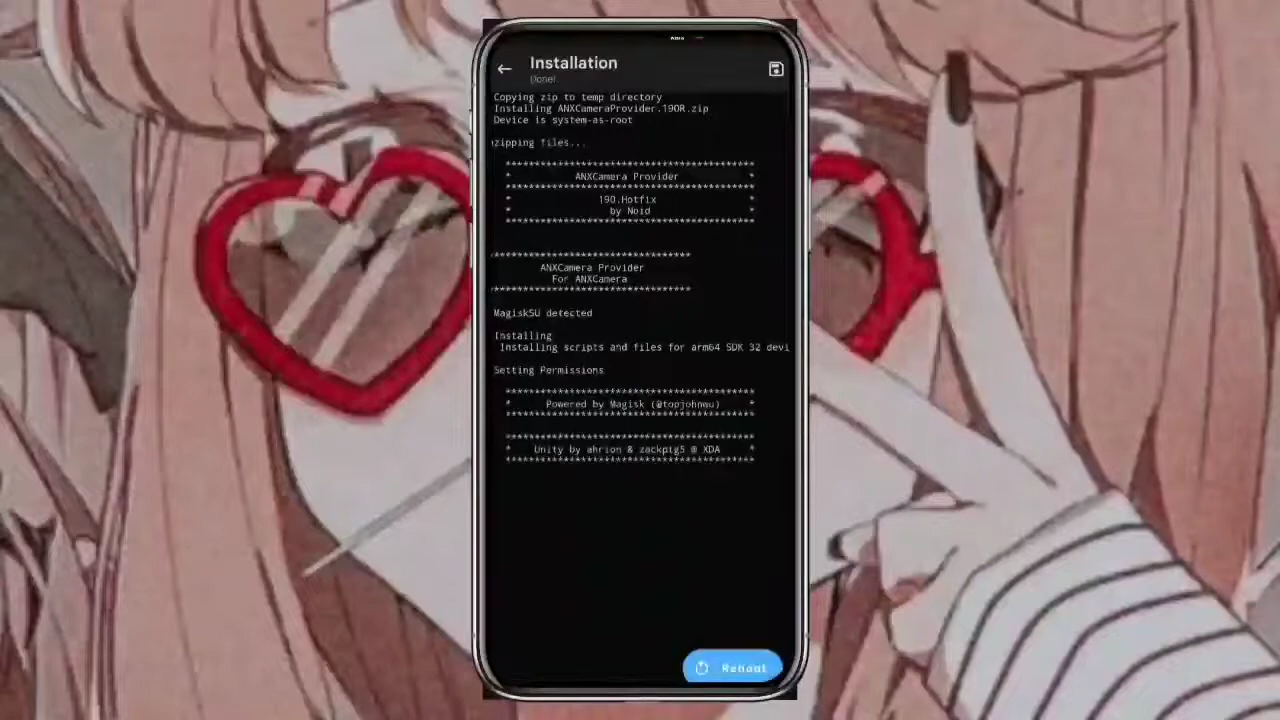 Installation
Done!
Copying zip to temp directory
Installing ANXCameraProvider.190R.zip
Device is system-as-root
zipping files...
*******************************************
* ANXCamera Provider *
*******************************************
* 190.Hotfix *
* by Noid *
*******************************************
***********************************
ANXCamera Provider
For ANXCamera
***********************************
MagiskSU detected
Installing
Installing scripts and files for arm64 SDK 32 devi
Setting Permissions
*******************************************
* Powered by Magisk (@topjohnwu) *
*******************************************
*******************************************
* Unity by ahrion & zackptg5 @ XDA *
*******************************************
Reboot